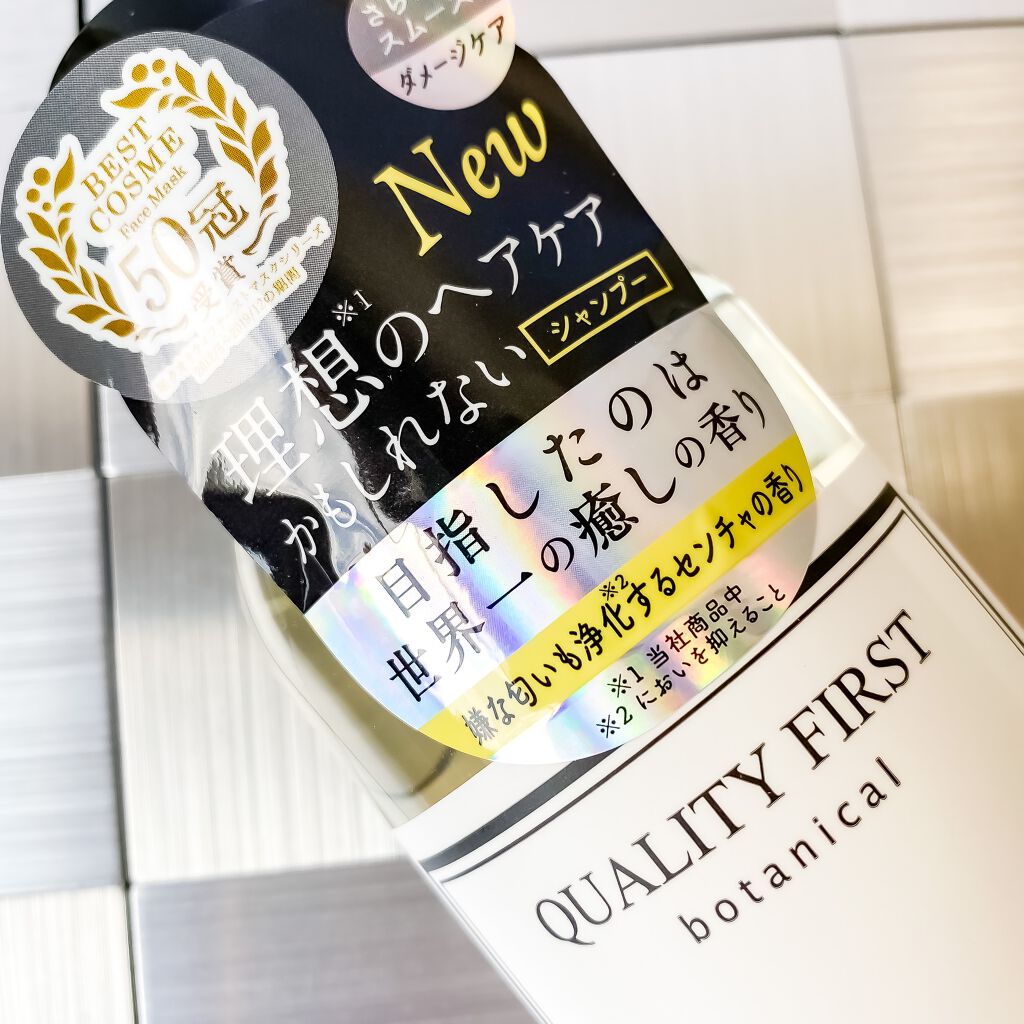 BEST
COSME
Face Mask
50冠
受賞
さら
スムース
ダメージケア
New
理想のヘアケア
※1
かもしれない
シャンプー
目指したのは
世界一の癒しの香り
嫌な匂いも浄化するセンチャの香り
※2
※1 当社商品中
※2 においを抑えること
QUALITY FIRST
botanical